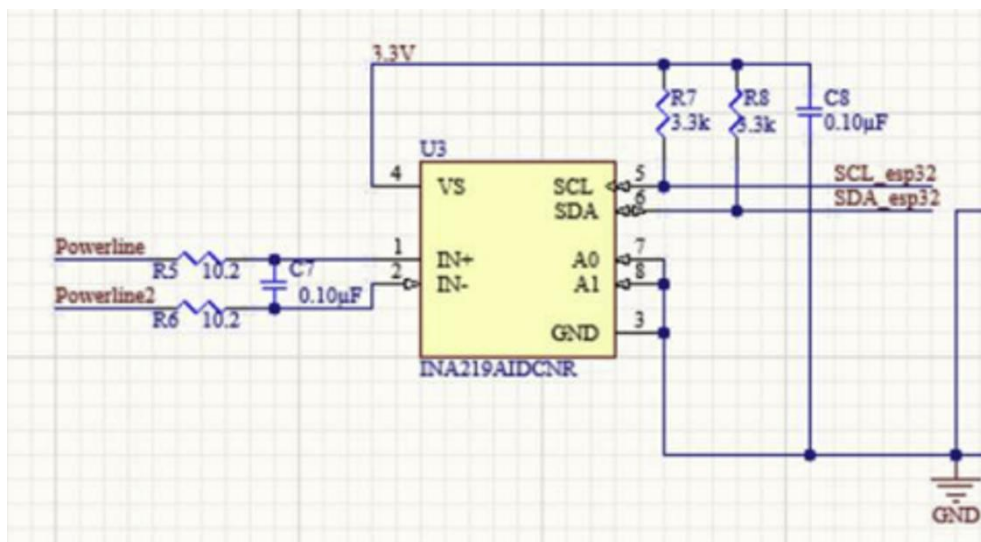 3.3V
R7
3.3k
R8
3.3k
C8
0.10µF
U3
4
VS
SCL
5
SCL_esp32
SDA
6
SDA_esp32
Powerline
R5
10.2
1
IN+
A0
7
C7
0.10µF
2
IN-
A1
8
Powerline2
R6
10.2
GND
3
INA219AIDCNR
GND